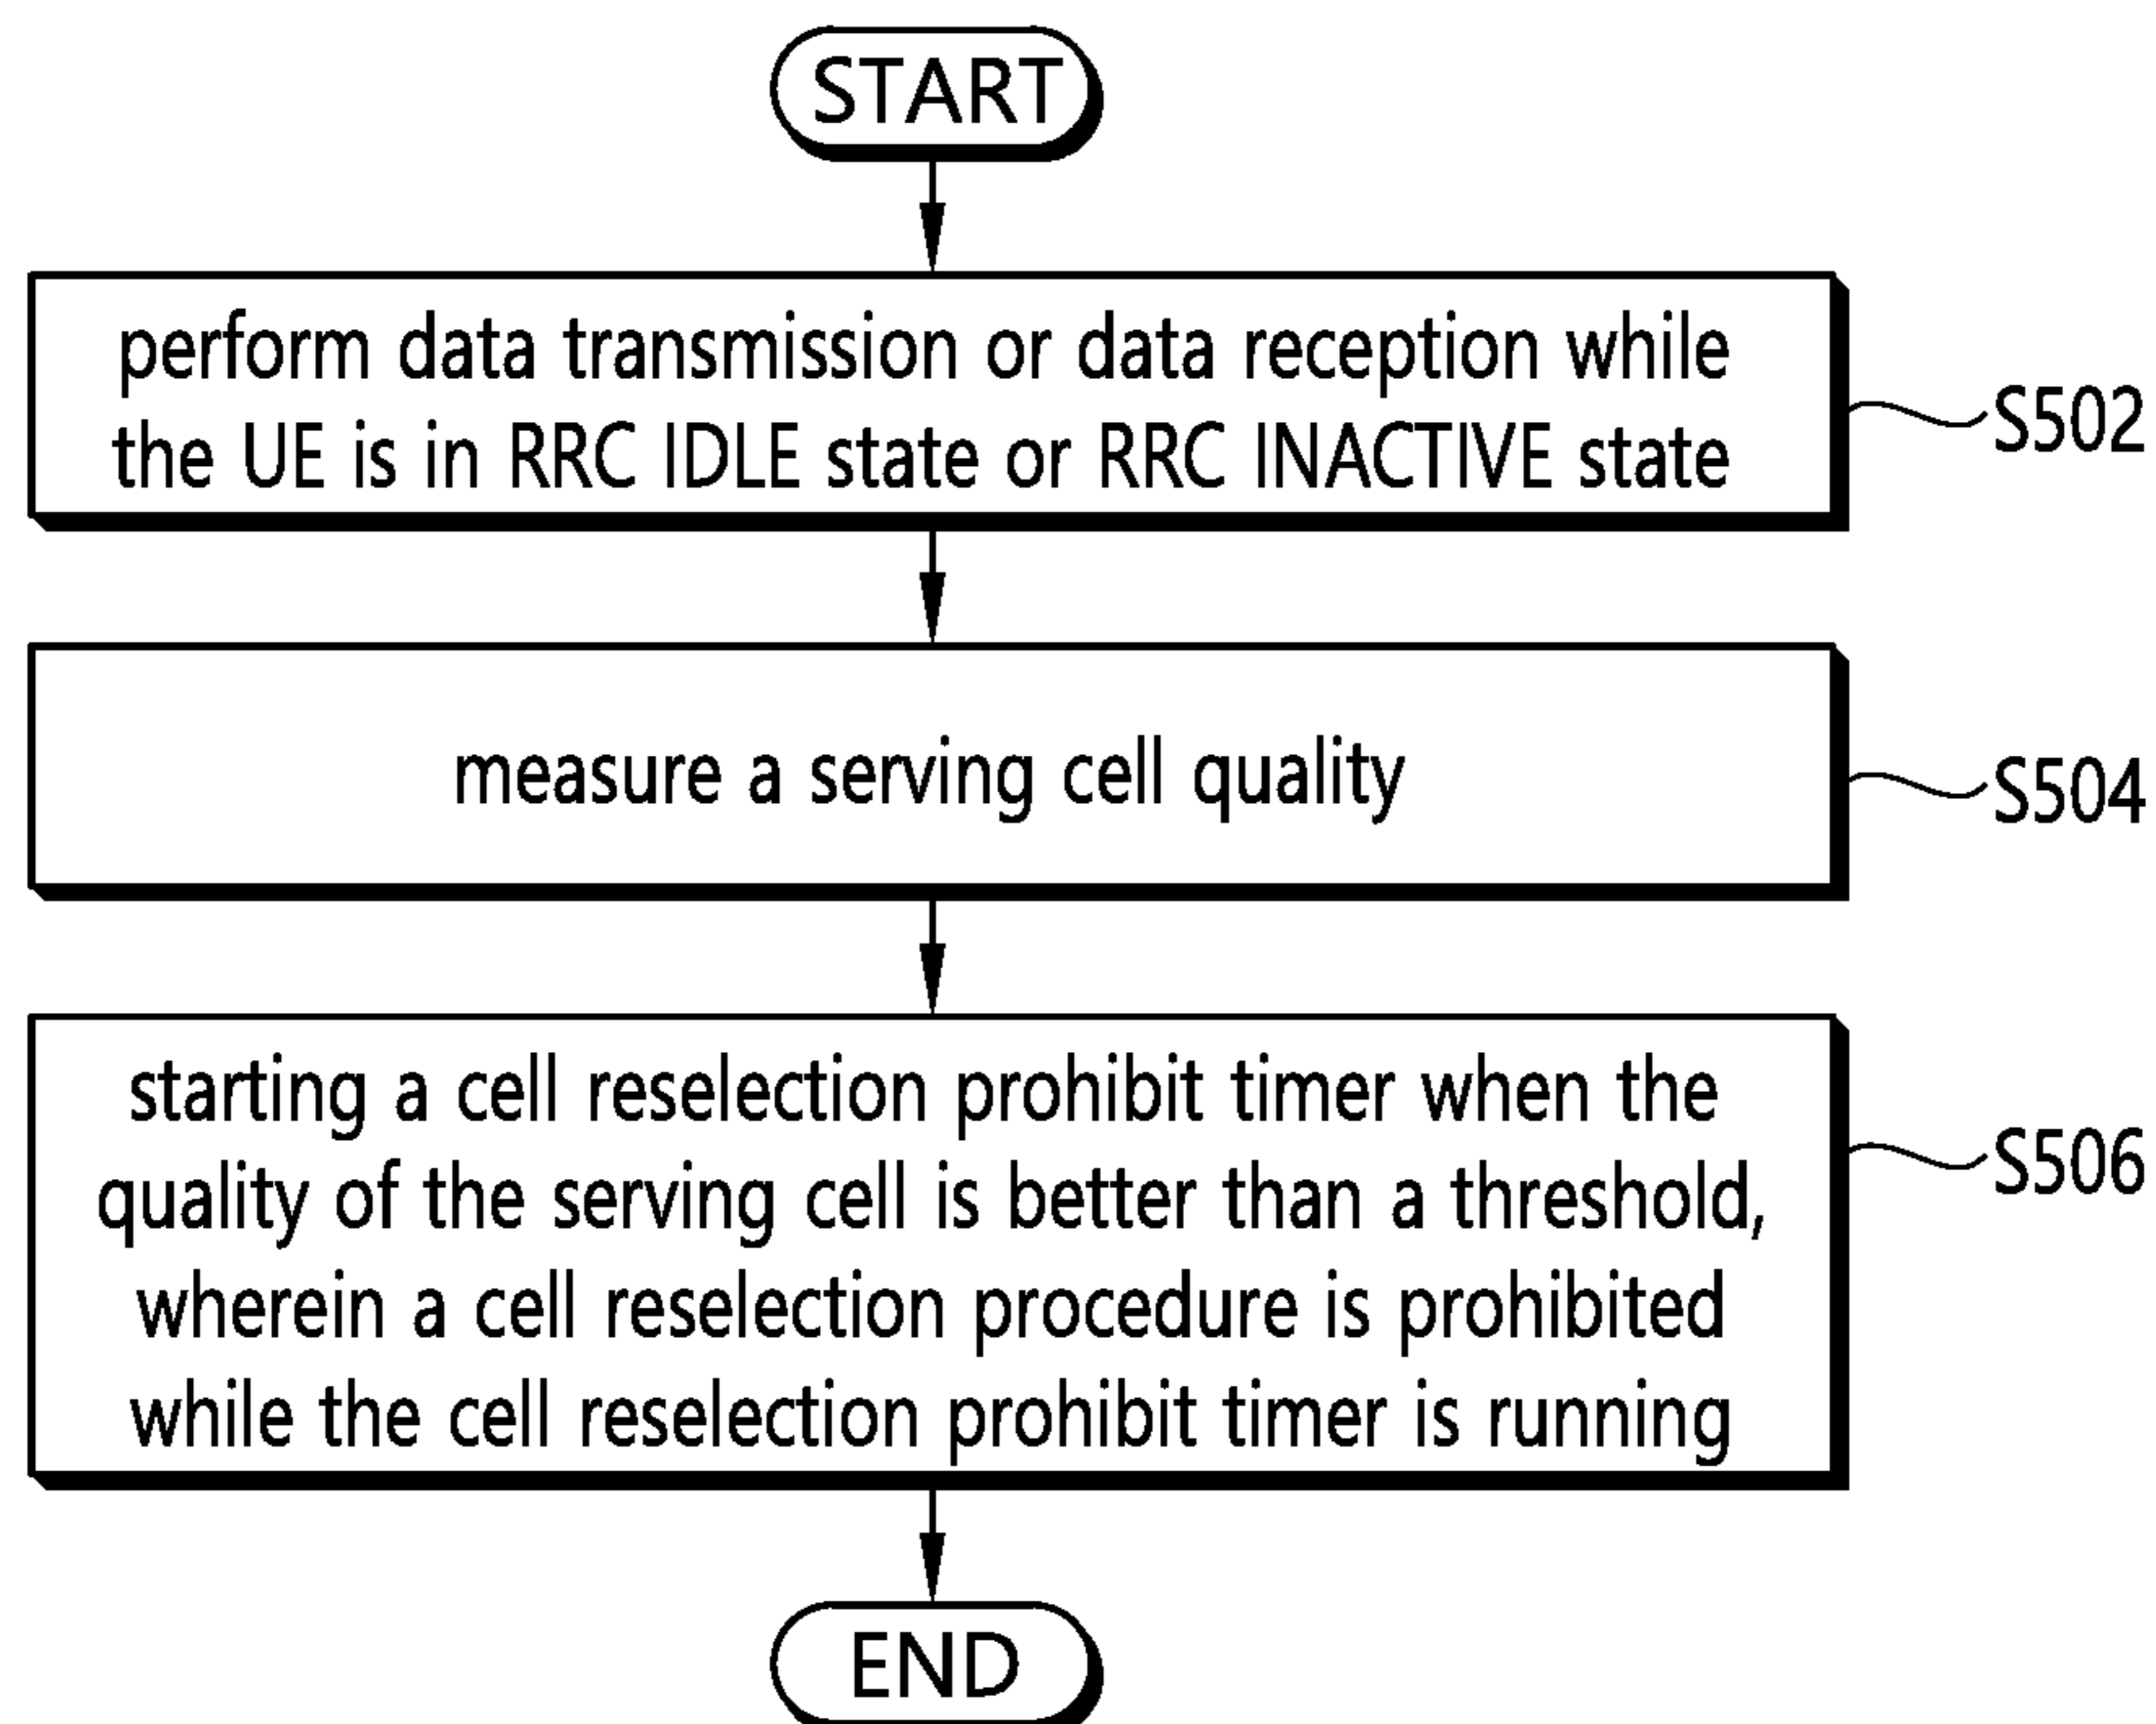 START
perform data transmission or data reception while
the UE is in RRC IDLE state or RRC INACTIVE state
S502
measure a serving cell quality
S504
starting a cell reselection prohibit timer when the
quality of the serving cell is better than a threshold,
wherein a cell reselection procedure is prohibited
while the cell reselection prohibit timer is running
S506
END